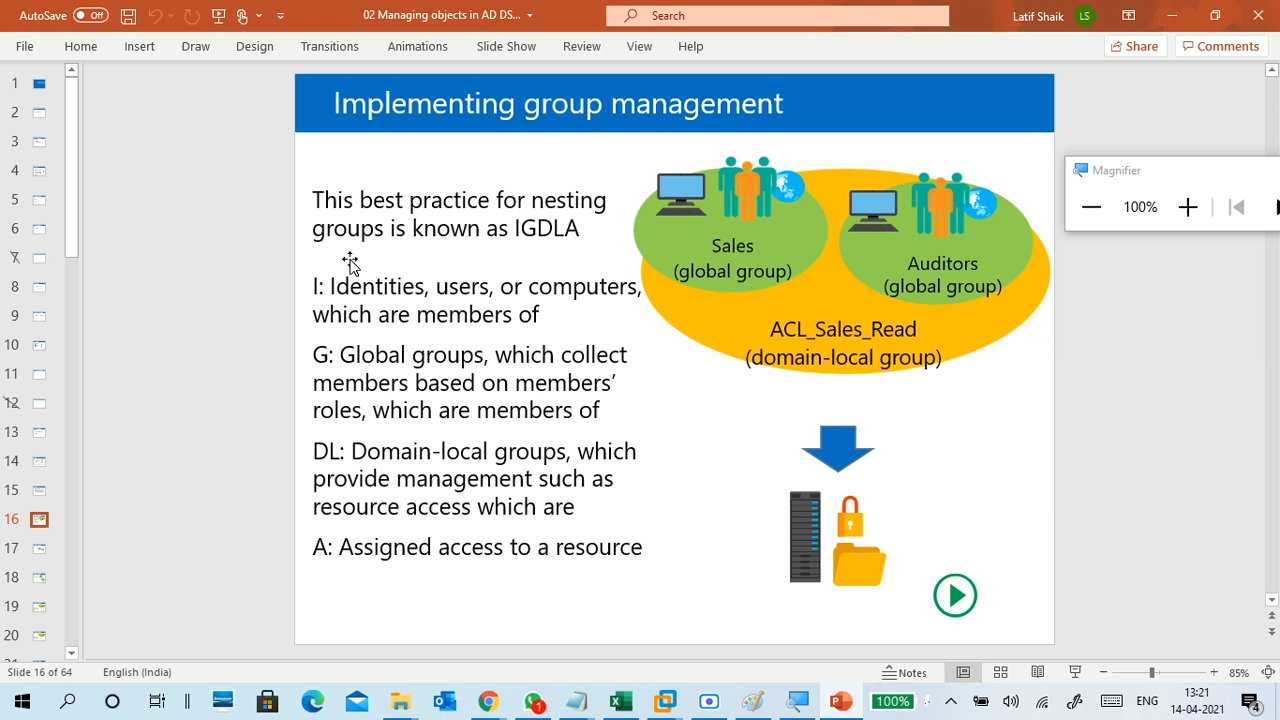 AutoSave Off
02 Managing objects in AD DS...
Search
Latif Shaik
LS
File Home Insert Draw Design Transitions Animations Slide Show Review View Help
Share
Comments
1
2
3
4
5
6
7
8
9
10
11
12
13
14
15
16
17
18
19
20
Implementing group management
This best practice for nesting
groups is known as IGDLA
I: Identities, users, or computers,
which are members of
G: Global groups, which collect
members based on members’
roles, which are members of
DL: Domain-local groups, which
provide management such as
resource access which are
A: Assigned access to a resource
Sales
(global group)
Auditors
(global group)
ACL_Sales_Read
(domain-local group)
Magnifier
100%
Slide 16 of 64
English (India)
Notes
85%
1
100%
ENG
13:21
14-04-2021
4